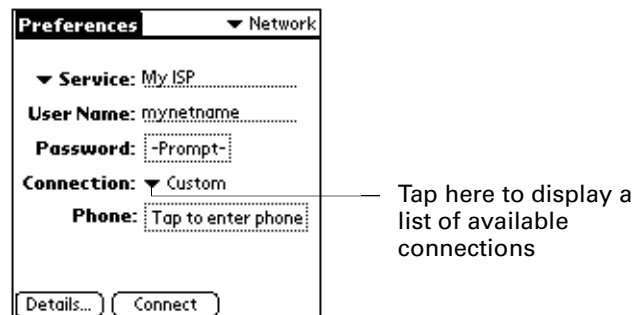 Preferences ▼ Network
▼ Service: My ISP
User Name: mynetname
Password: -Prompt-
Connection: ▼ Custom
Phone: Tap to enter phone
Details... Connect
Tap here to display a
list of available
connections